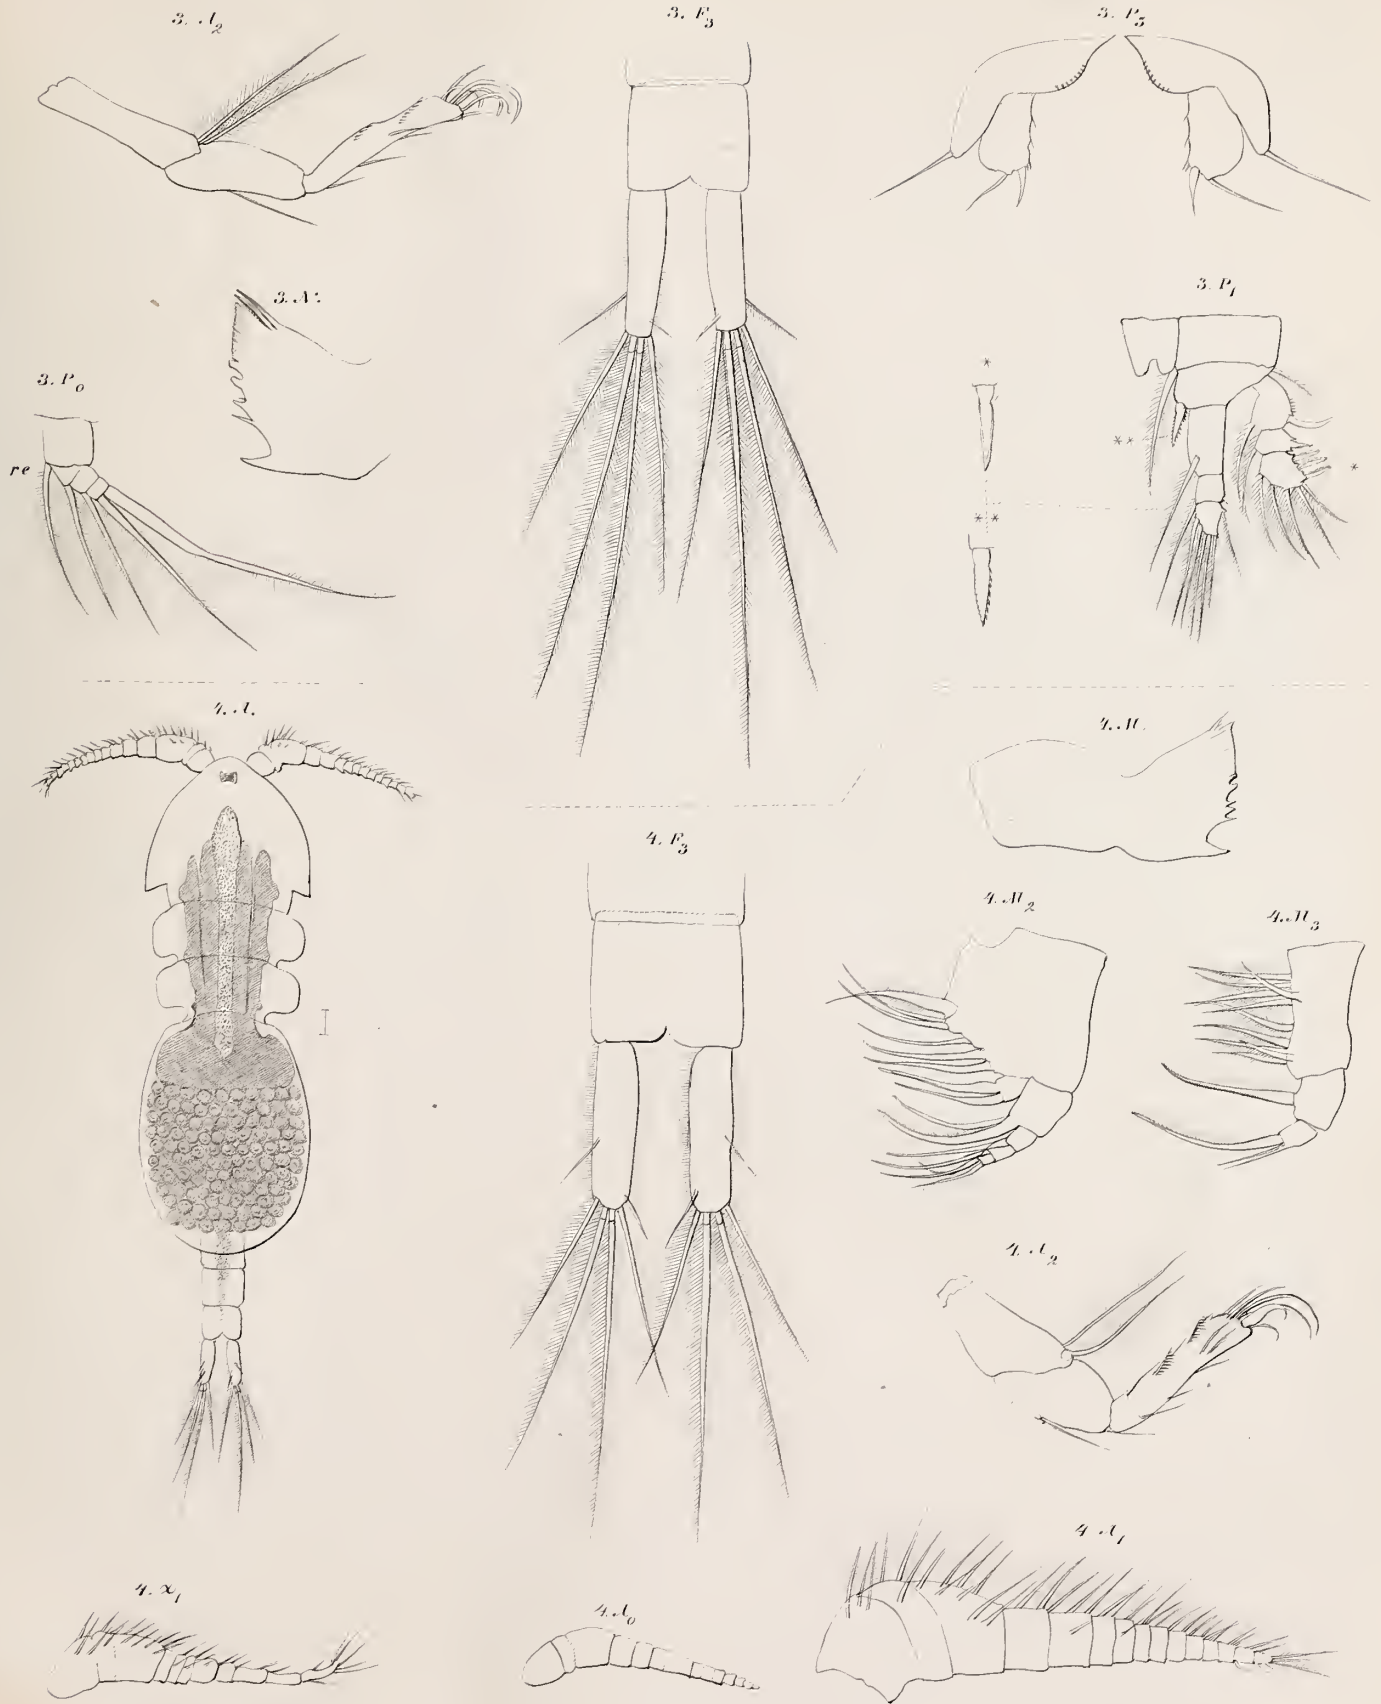 3. A₂
3. F₃
3. P₅
3. N.
3. P₁
3. P₀
re
*
**
*
**
4. A.
4. M.
4. F₃
4. M₂
4. M₃
4. A₂
4. A₁
4. α₁
4. A₀